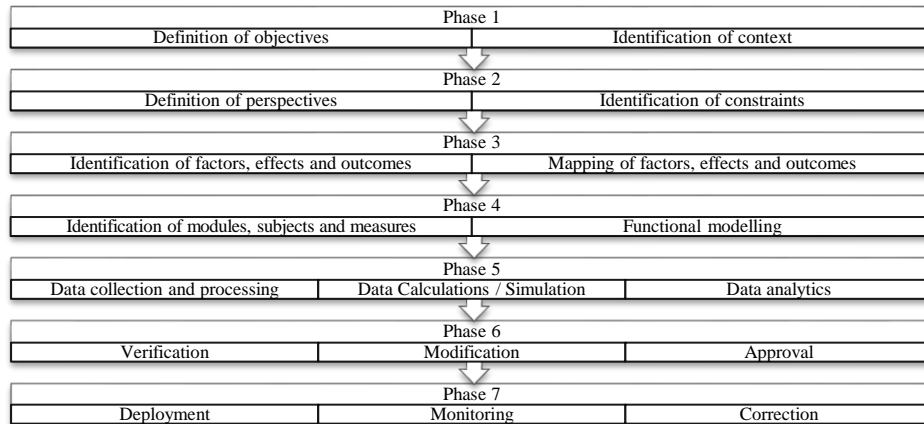 Phase 1
Definition of objectives
Identification of context
Phase 2
Definition of perspectives
Identification of constraints
Phase 3
Identification of factors, effects and outcomes
Mapping of factors, effects and outcomes
Phase 4
Identification of modules, subjects and measures
Functional modelling
Phase 5
Data collection and processing
Data Calculations / Simulation
Data analytics
Phase 6
Verification
Modification
Approval
Phase 7
Deployment
Monitoring
Correction